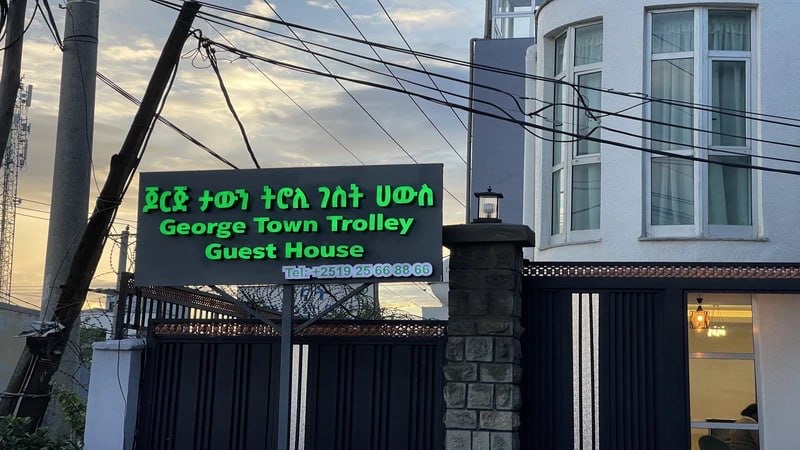 ጆርጅ ታውን ትሮሊ ገስት ሀውስ
George Town Trolley
Guest House
Tel: +2519 25 66 88 66